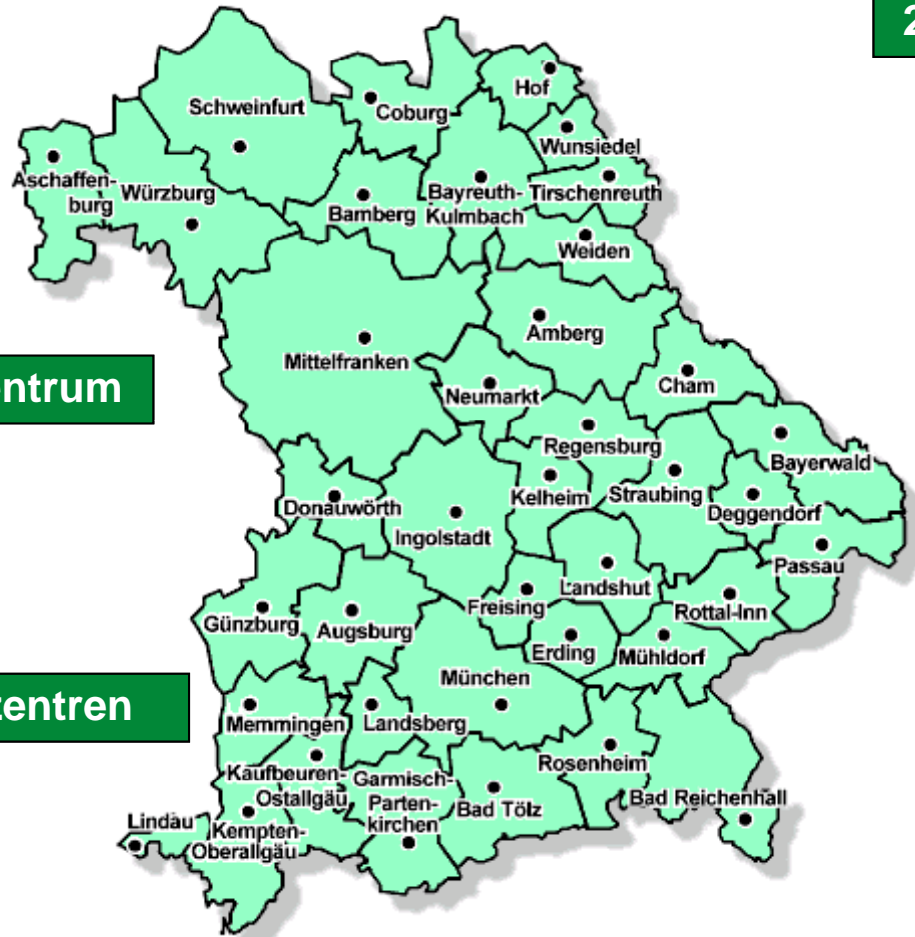 2
Hof
Schweinfurt
Coburg
Wunsiedel
Aschaffen-
burg
Würzburg
Bamberg
Bayreuth-
Kulmbach
Tirschenreuth
Weiden
Amberg
Mittelfranken
entrum
Neumarkt
Cham
Regensburg
Bayerwald
Donauwörth
Ingolstadt
Kelheim
Straubing
Deggendorf
Passau
Günzburg
Augsburg
Freising
Landshut
Rottal-Inn
Erding
Mühldorf
München
zentren
Memmingen
Landsberg
Kaufbeuren-
Ostallgäu
Garmisch-
Parten-
kirchen
Bad Tölz
Rosenheim
Bad Reichenhall
Lindau
Kempten-
Oberallgäu